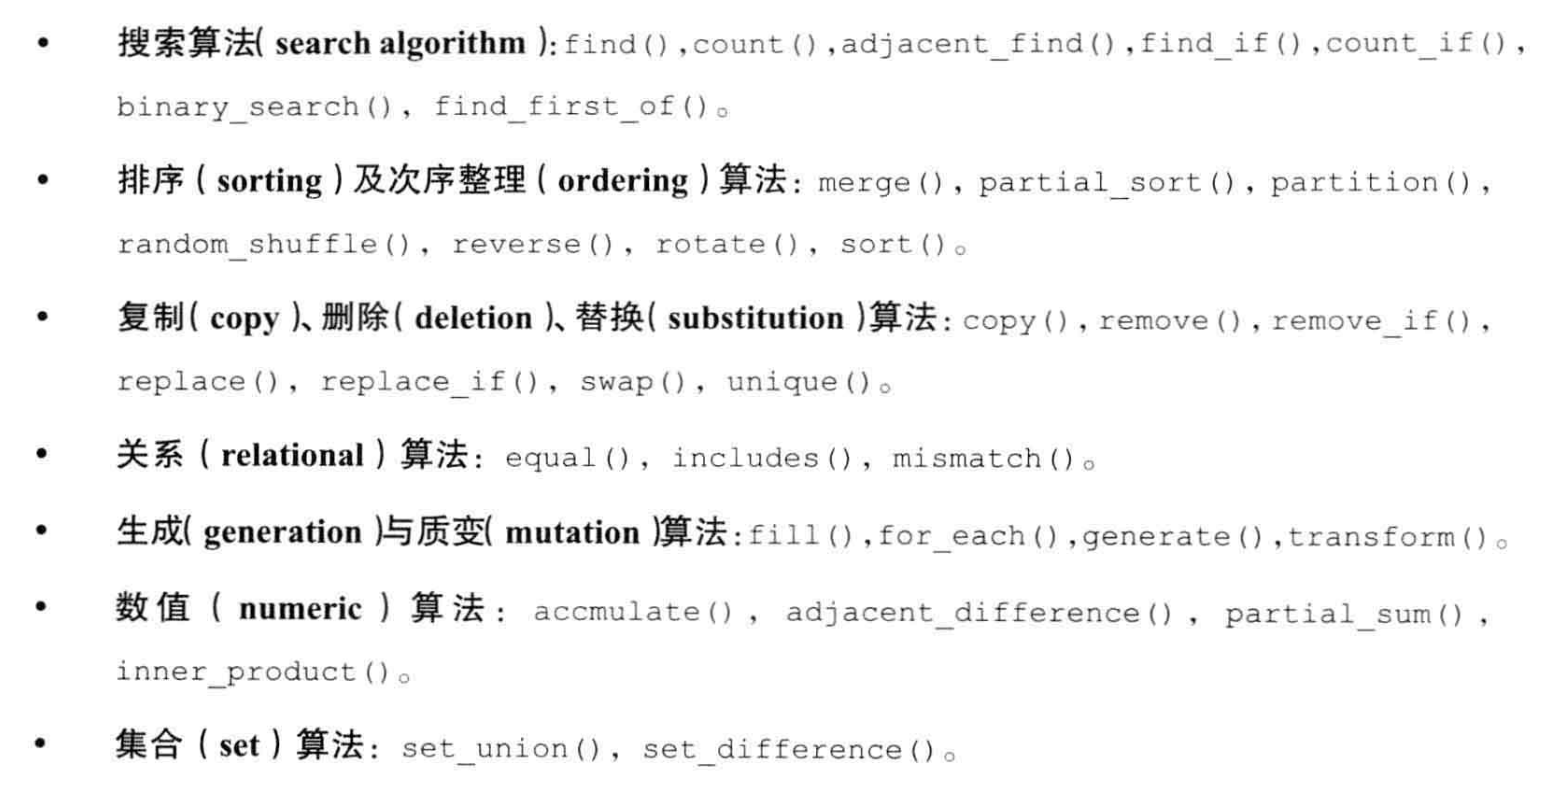 • 搜索算法( search algorithm ):find(),count(),adjacent_find(),find_if(),count_if(),
binary_search(), find_first_of()。
• 排序( sorting )及次序整理( ordering )算法: merge(), partial_sort(), partition(),
random_shuffle(), reverse(), rotate(), sort()。
• 复制( copy )、删除( deletion )、替换( substitution )算法: copy(), remove(), remove_if(),
replace(), replace_if(), swap(), unique()。
• 关系( relational )算法: equal(), includes(), mismatch()。
• 生成( generation )与质变( mutation )算法:fill(),for_each(),generate(),transform()。
• 数值( numeric )算法: accmulate(), adjacent_difference(), partial_sum(),
inner_product()。
• 集合( set )算法: set_union(), set_difference()。